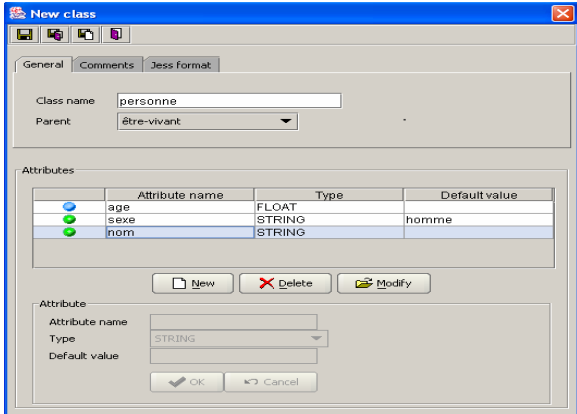 New class
General Comments Jess format
Class name personne
Parent être-vivant
Attributes
Attribute name Type Default value
age FLOAT
sexe STRING homme
nom STRING
New Delete Modify
Attribute
Attribute name
Type STRING
Default value
OK Cancel